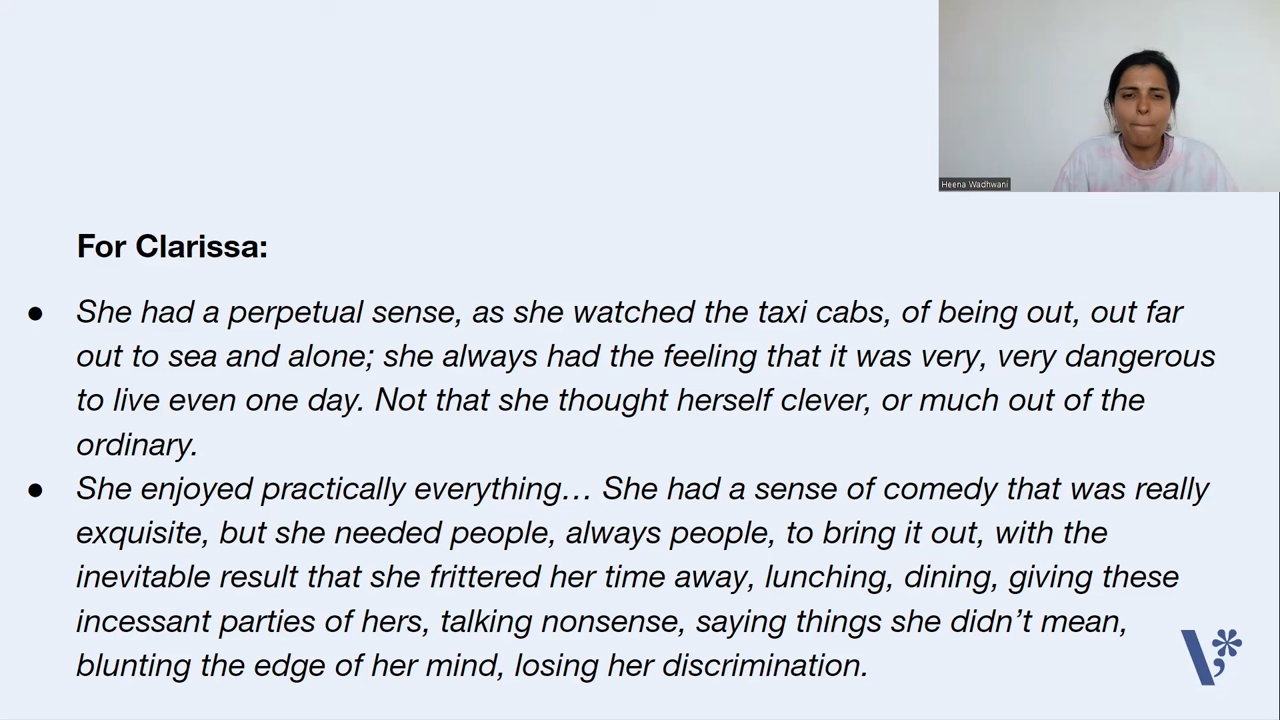 Heena Wadhwani
For Clarissa:
● She had a perpetual sense, as she watched the taxi cabs, of being out, out far
out to sea and alone; she always had the feeling that it was very, very dangerous
to live even one day. Not that she thought herself clever, or much out of the
ordinary.
● She enjoyed practically everything… She had a sense of comedy that was really
exquisite, but she needed people, always people, to bring it out, with the
inevitable result that she frittered her time away, lunching, dining, giving these
incessant parties of hers, talking nonsense, saying things she didn’t mean,
blunting the edge of her mind, losing her discrimination.